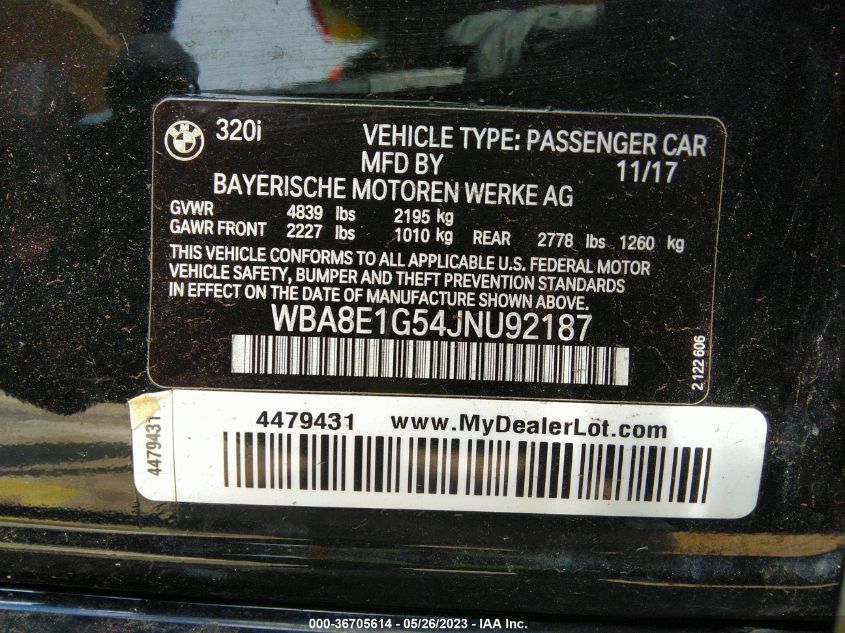 BMW
320i VEHICLE TYPE: PASSENGER CAR
MFD BY 11/17
BAYERISCHE MOTOREN WERKE AG
GVWR 4839 lbs 2195 kg
GAWR FRONT 2227 lbs 1010 kg REAR 2778 lbs 1260 kg
THIS VEHICLE CONFORMS TO ALL APPLICABLE U.S. FEDERAL MOTOR
VEHICLE SAFETY, BUMPER AND THEFT PREVENTION STANDARDS
IN EFFECT ON THE DATE OF MANUFACTURE SHOWN ABOVE.
WBA8E1G54JNU92187
2 122 606
4479431
4479431 www.MyDealerLot.com
000-36705614 - 05/26/2023 - IAA Inc.